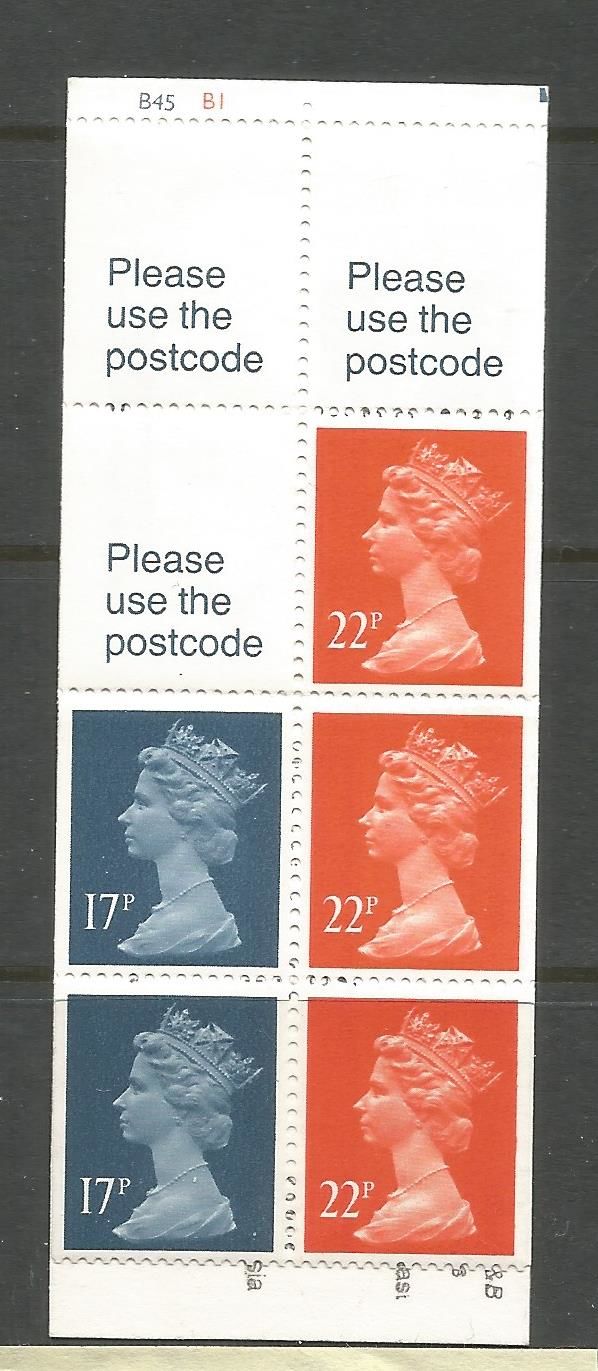 B45 B1
Please
use the
postcode
Please
use the
postcode
Please
use the
postcode
22P
17P
22P
17P
22P
&B